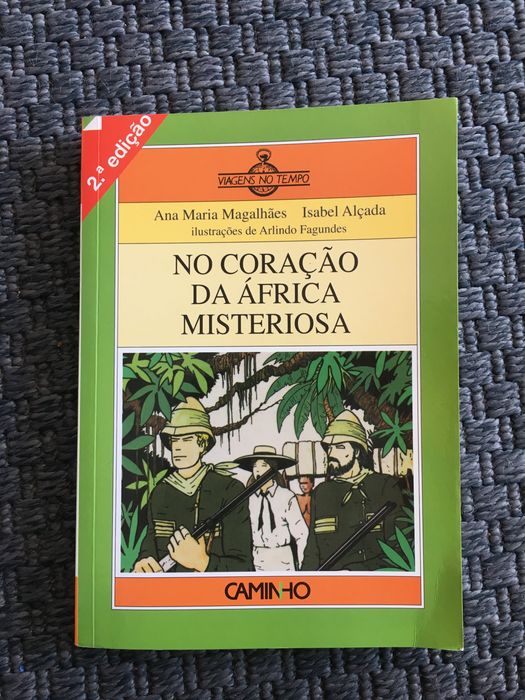 2.ª edição
VIAGENS NO TEMPO
Ana Maria Magalhães Isabel Alçada
ilustrações de Arlindo Fagundes
NO CORAÇÃO
DA ÁFRICA
MISTERIOSA
CAMINHO